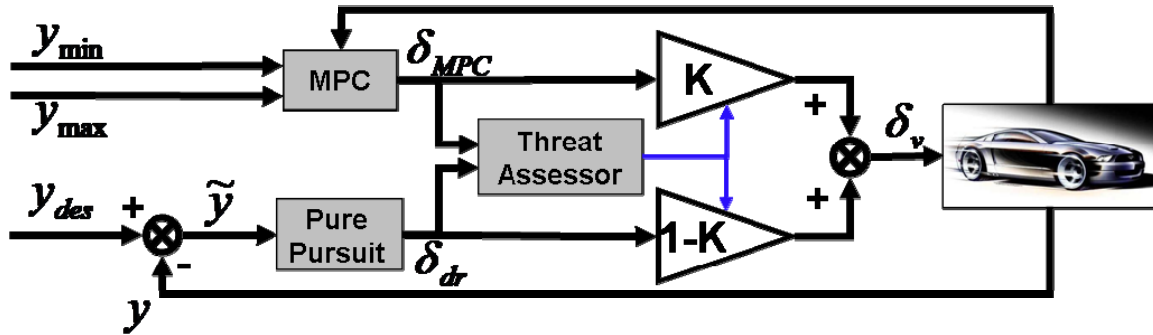 y_min
y_max
MPC
δ_MPC
K
+
Threat
Assessor
δ_v
y_des
+
-
ỹ
Pure
Pursuit
δ_dr
1-K
+
y